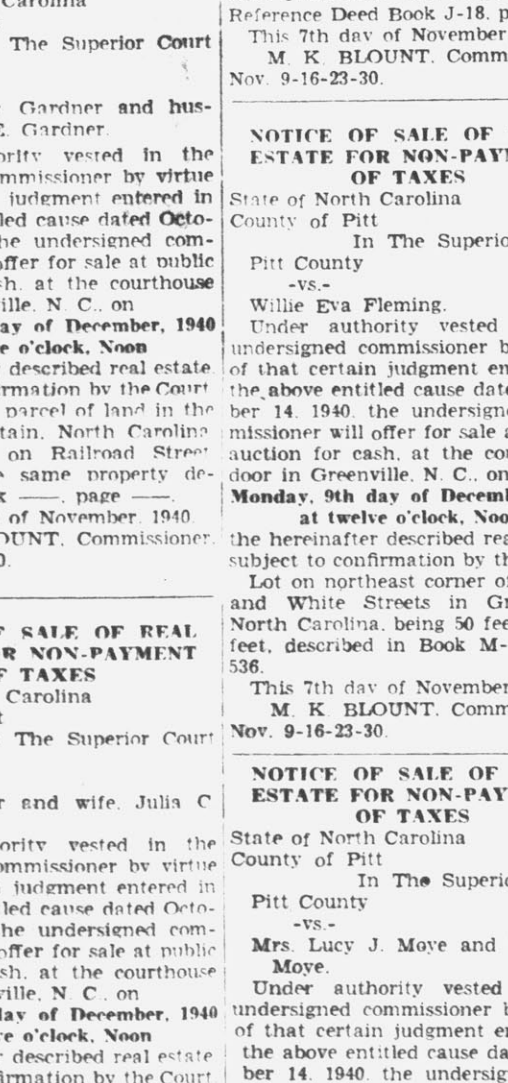 Carolina
The Superior Court
Gardner and hus-
E. Gardner.
ority vested in the
mmissioner by virtue
judgment entered in
led cause dated Octo-
he undersigned com-
offer for sale at public
sh. at the courthouse
ille. N. C., on
ay of December, 1940
e o'clock, Noon
described real estate
rmation by the Court
parcel of land in the
tain, North Carolina
on Railroad Street
same property de-
k ——, page ——.
of November, 1940.
OUNT, Commissioner.
0.
F SALE OF REAL
R NON-PAYMENT
F TAXES
Carolina
t
The Superior Court
r and wife, Julia C
ority vested in the
ommissioner by virtue
judgment entered in
led cause dated Octo-
he undersigned com-
offer for sale at public
sh. at the courthouse
ville, N. C., on
day of December, 1940
re o'clock, Noon
r described real estate
irmation by the Court
Reference Deed Book J-18, p
This 7th day of November
M. K. BLOUNT, Comm
Nov. 9-16-23-30.
NOTICE OF SALE OF
ESTATE FOR NON-PAYM
OF TAXES
State of North Carolina
County of Pitt
In The Superio
Pitt County
-vs.-
Willie Eva Fleming.
Under authority vested
undersigned commissioner b
of that certain judgment en
the above entitled cause date
ber 14, 1940, the undersigne
missioner will offer for sale a
auction for cash, at the cou
door in Greenville, N. C., on
Monday, 9th day of Decemb
at twelve o'clock, Noo
the hereinafter described rea
subject to confirmation by th
Lot on northeast corner of
and White Streets in Gr
North Carolina, being 50 fee
feet, described in Book M-
536.
This 7th day of November
M. K. BLOUNT, Comm
Nov. 9-16-23-30.
NOTICE OF SALE OF
ESTATE FOR NON-PAY
OF TAXES
State of North Carolina
County of Pitt
In The Superio
Pitt County
-vs.-
Mrs. Lucy J. Moye and
Moye.
Under authority vested
undersigned commissioner b
of that certain judgment en
the above entitled cause da
ber 14, 1940, the undersig